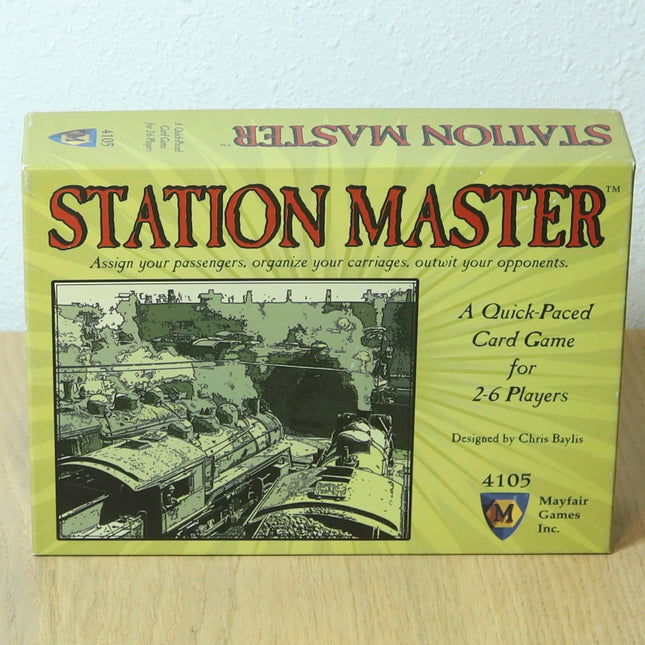 STATION MASTER
A Quick-Paced
Card Game
for 2-6 Players
4105
M
STATION MASTER™
Assign your passengers, organize your carriages, outwit your opponents.
A Quick-Paced
Card Game
for
2-6 Players
Designed by Chris Baylis
4105
M
Mayfair
Games
Inc.